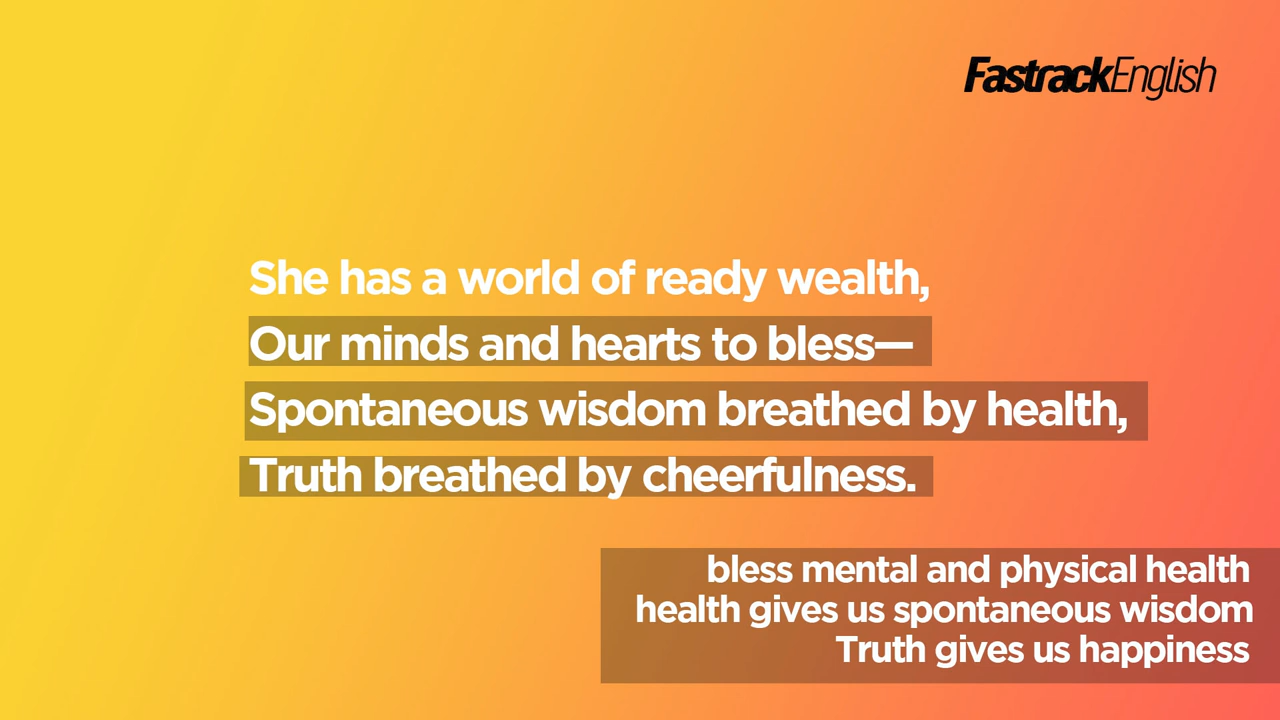 FastrackEnglish
She has a world of ready wealth,
Our minds and hearts to bless—
Spontaneous wisdom breathed by health,
Truth breathed by cheerfulness.
bless mental and physical health
health gives us spontaneous wisdom
Truth gives us happiness